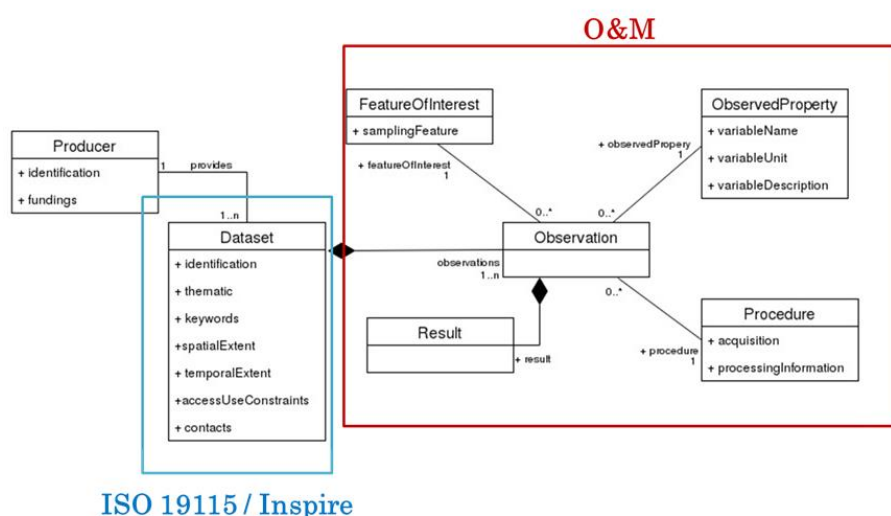 O&M
FeatureOfInterest
+ samplingFeature
ObservedProperty
+ variableName
+ variableUnit
+ variableDescription
Producer
+ identification
+ fundings
1
provides
1..n
+ featureOfInterest
1
+ observedPropery
1
0..*
0..*
Dataset
+ identification
+ thematic
+ keywords
+spatialExtent
+ temporalExtent
+accessUseConstraints
+ contacts
Observation
observations
1..n
0..*
Result
+ result
+ procedure
1
Procedure
+ acquisition
+ processingInformation
ISO 19115 / Inspire